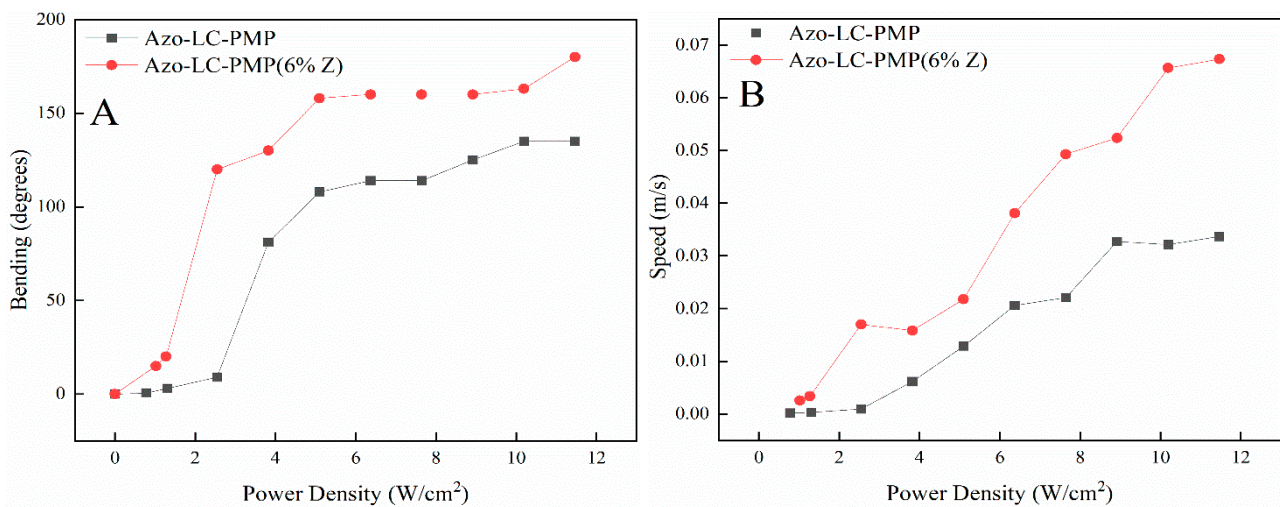 200
150
100
50
0
Bending (degrees)
A
Azo-LC-PMP
Azo-LC-PMP(6% Z)
0 2 4 6 8 10 12
Power Density (W/cm²)
0.07
0.06
0.05
0.04
0.03
0.02
0.01
0.00
Speed (m/s)
B
Azo-LC-PMP
Azo-LC-PMP(6% Z)
0 2 4 6 8 10 12
Power Density (W/cm²)